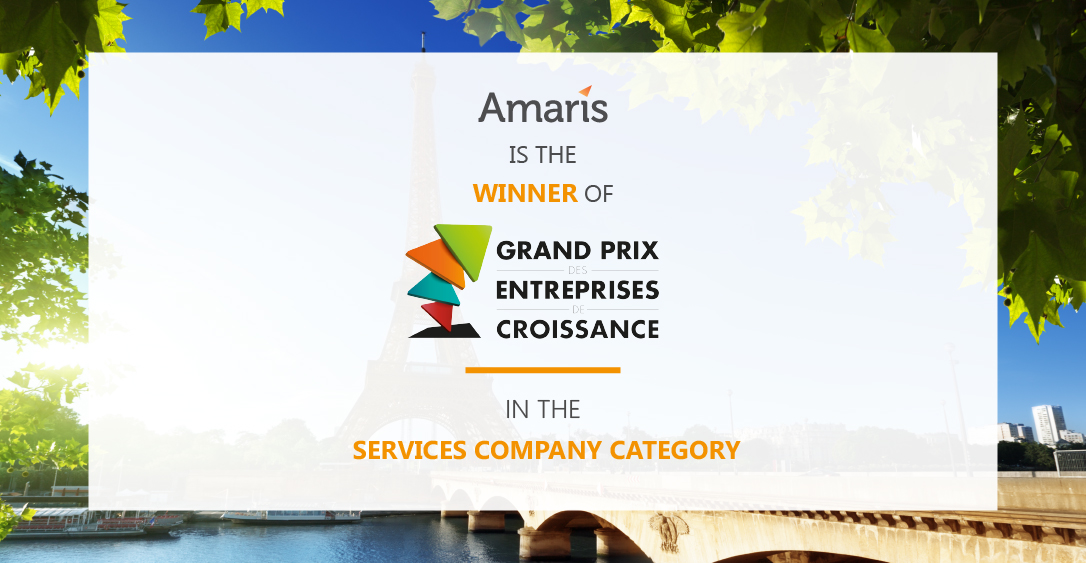 Amaris
IS THE
WINNER OF
GRAND PRIX
DES
ENTREPRISES
DE
CROISSANCE
IN THE
SERVICES COMPANY CATEGORY